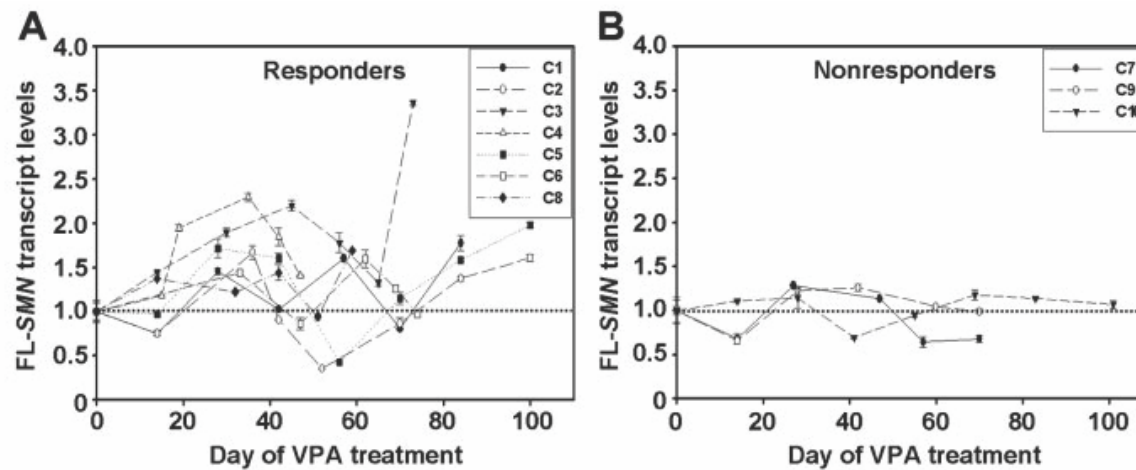 A
B
FL-SMN transcript levels
4.0
3.5
3.0
2.5
2.0
1.5
1.0
0.5
0
Responders
C1
C2
C3
C4
C5
C6
C8
0 20 40 60 80 100
Day of VPA treatment
FL-SMN transcript levels
4.0
3.5
3.0
2.5
2.0
1.5
1.0
0.5
0
Nonresponders
C7
C9
C1
0 20 40 60 80 100
Day of VPA treatment